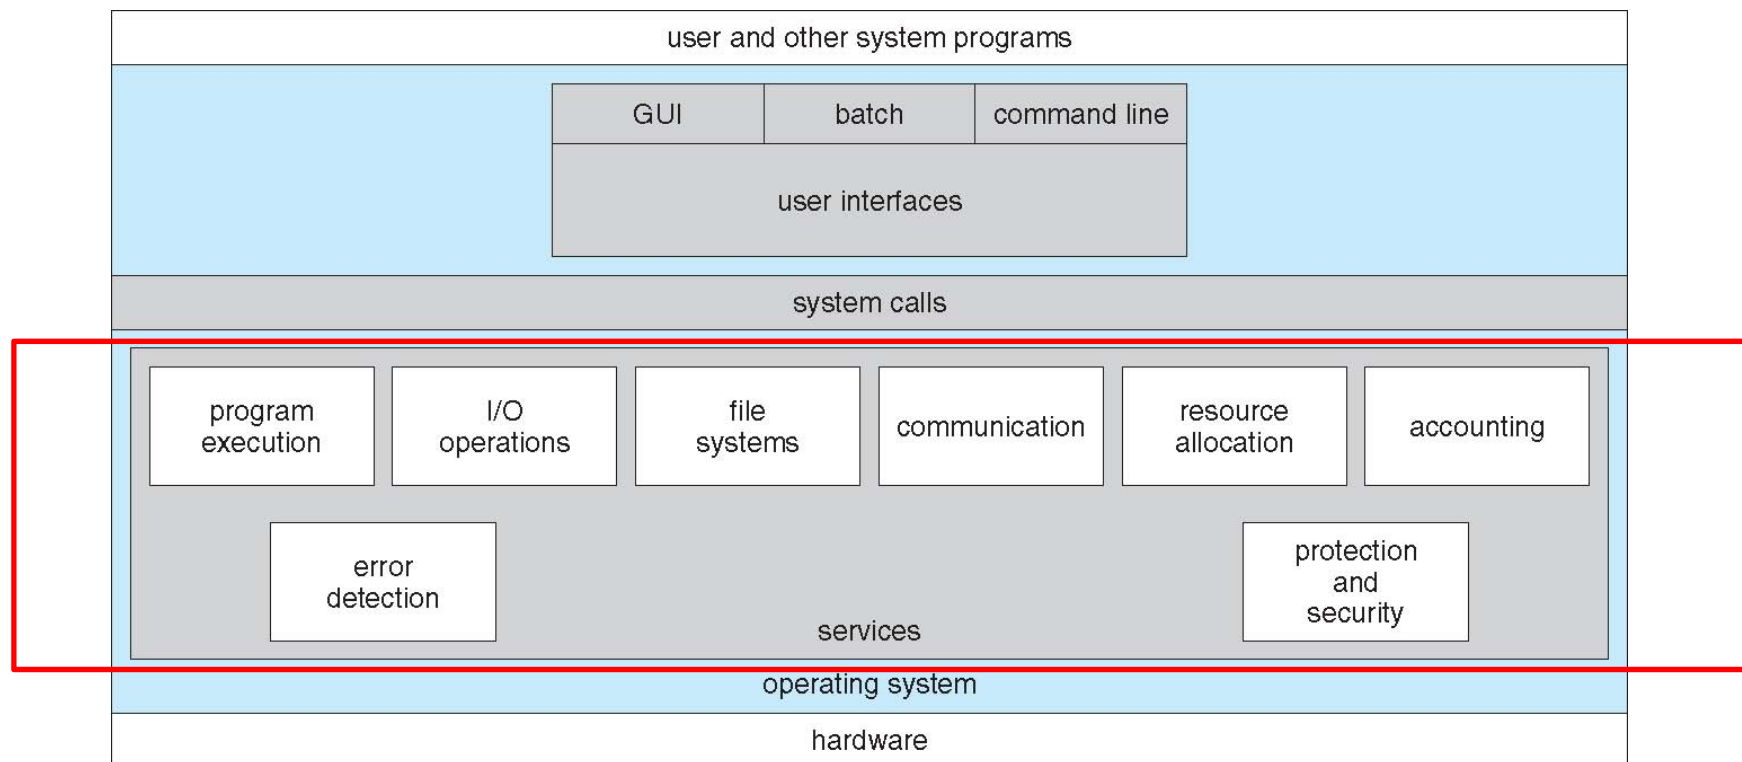 user and other system programs
GUI
batch
command line
user interfaces
system calls
program
execution
I/O
operations
file
systems
communication
resource
allocation
accounting
error
detection
protection
and
security
services
operating system
hardware